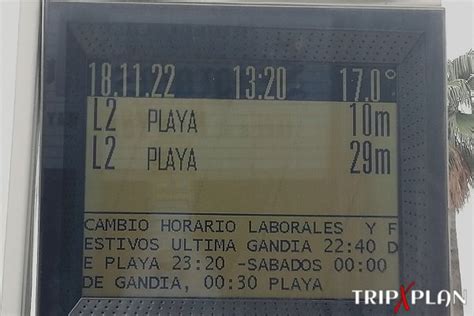 18.11.22 13:20 17.0°
L2 PLAYA 10m
L2 PLAYA 29m
CAMBIO HORARIO LABORALES Y F
ESTIVOS ULTIMA GANDIA 22:40 D
E PLAYA 23:20 -SABADOS 00:00
DE GANDIA, 00:30 PLAYA
TRIPXPLAN